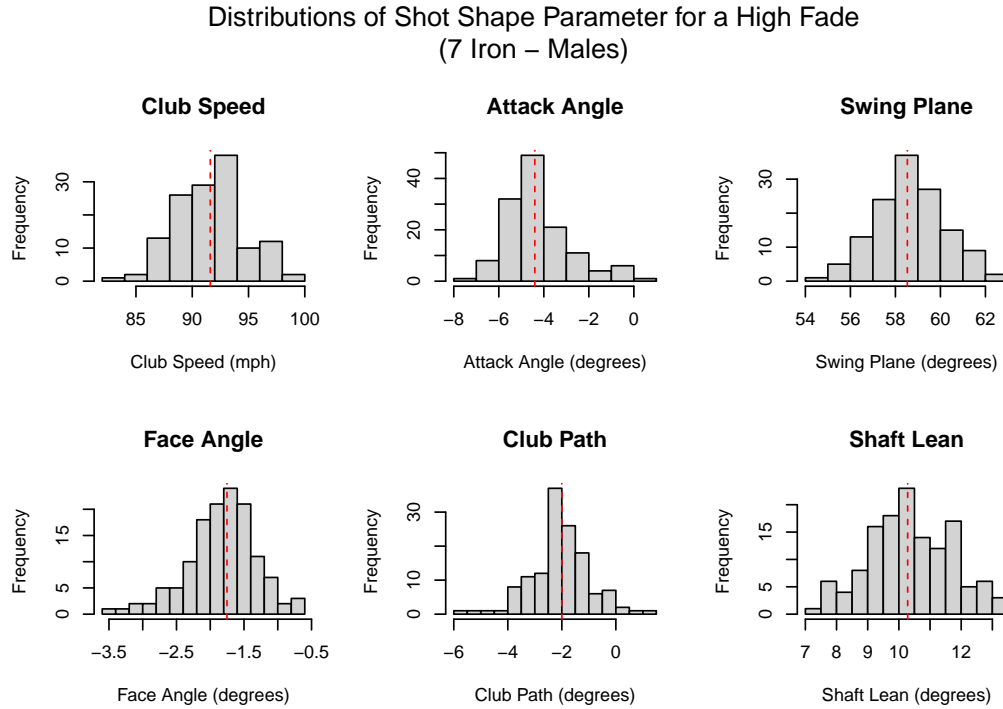 Distributions of Shot Shape Parameter for a High Fade
(7 Iron − Males)
Club Speed
Frequency
0
10
30
85
90
95
100
Club Speed (mph)
Attack Angle
Frequency
0
20
40
−8
−6
−4
−2
0
Attack Angle (degrees)
Swing Plane
Frequency
0
10
30
54
56
58
60
62
Swing Plane (degrees)
Face Angle
Frequency
0
5
15
−3.5
−2.5
−1.5
−0.5
Face Angle (degrees)
Club Path
Frequency
0
10
30
−6
−4
−2
0
Club Path (degrees)
Shaft Lean
Frequency
0
5
15
7
8
9
10
12
Shaft Lean (degrees)